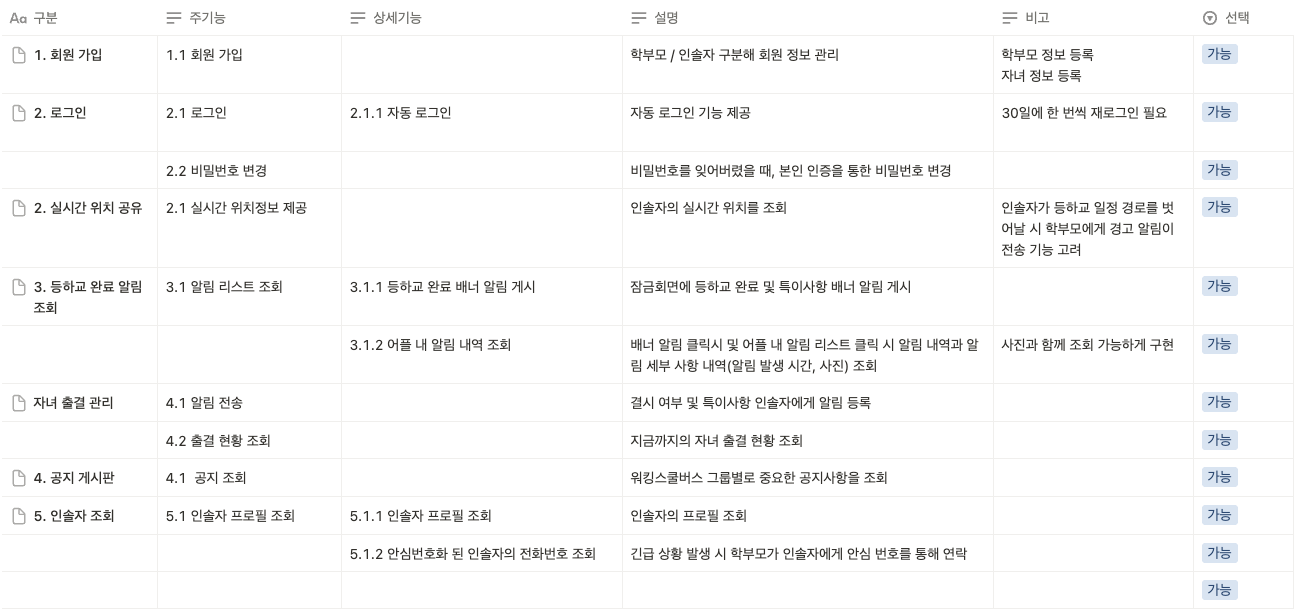 Aa 구분 주기능 상세기능 설명 비고 선택
1. 회원 가입 1.1 회원 가입 학부모 / 인솔자 구분해 회원 정보 관리 학부모 정보 등록 가능
자녀 정보 등록
2. 로그인 2.1 로그인 2.1.1 자동 로그인 자동 로그인 기능 제공 30일에 한 번씩 재로그인 필요 가능
2.2 비밀번호 변경 비밀번호를 잊어버렸을 때, 본인 인증을 통한 비밀번호 변경 가능
2. 실시간 위치 공유 2.1 실시간 위치정보 제공 인솔자의 실시간 위치를 조회 인솔자가 등하교 일정 경로를 벗 가능
어날 시 학부모에게 경고 알림이
전송 기능 고려
3. 등하교 완료 알림 3.1 알림 리스트 조회 3.1.1 등하교 완료 배너 알림 게시 잠금회면에 등하교 완료 및 특이사항 배너 알림 게시 가능
조회
3.1.2 어플 내 알림 내역 조회 배너 알림 클릭시 및 어플 내 알림 리스트 클릭 시 알림 내역과 알 사진과 함께 조회 가능하게 구현 가능
림 세부 사항 내역(알림 발생 시간, 사진) 조회
자녀 출결 관리 4.1 알림 전송 결시 여부 및 특이사항 인솔자에게 알림 등록 가능
4.2 출결 현황 조회 지금까지의 자녀 출결 현황 조회 가능
4. 공지 게시판 4.1 공지 조회 워킹스쿨버스 그룹별로 중요한 공지사항을 조회 가능
5. 인솔자 조회 5.1 인솔자 프로필 조회 5.1.1 인솔자 프로필 조회 인솔자의 프로필 조회 가능
5.1.2 안심번호화 된 인솔자의 전화번호 조회 긴급 상황 발생 시 학부모가 인솔자에게 안심 번호를 통해 연락 가능
가능